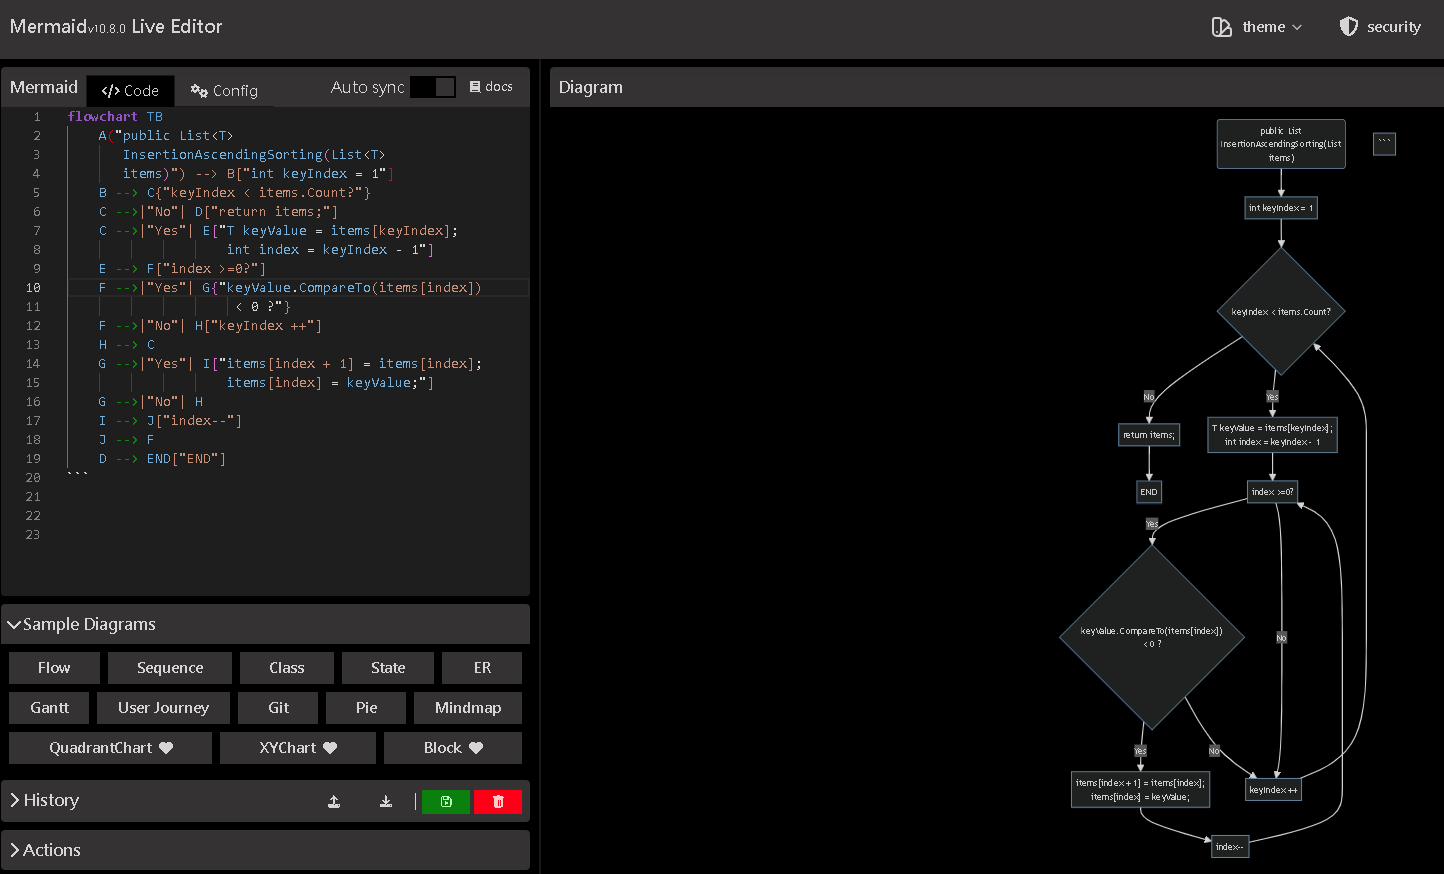 Mermaidv10.8.0 Live Editor
theme
security
Mermaid
</> Code
Config
Auto sync
docs
1 flowchart TB
2 A("public List<T>
3 InsertionAscendingSorting(List<T>
4 items)") --> B["int keyIndex = 1"]
5 B --> C{"keyIndex < items.Count?"}
6 C -->|"No"| D["return items;"]
7 C -->|"Yes"| E["T keyValue = items[keyIndex];
8 int index = keyIndex - 1"]
9 E --> F["index >=0?"]
10 F -->|"Yes"| G{"keyValue.CompareTo(items[index])
11 < 0 ?"}
12 F -->|"No"| H["keyIndex ++"]
13 H --> C
14 G -->|"Yes"| I["items[index + 1] = items[index];
15 items[index] = keyValue;"]
16 G -->|"No"| H
17 I --> J["index--"]
18 J --> F
19 D --> END["END"]
20 ```
21
22
23
Sample Diagrams
Flow
Sequence
Class
State
ER
Gantt
User Journey
Git
Pie
Mindmap
QuadrantChart
XYChart
Block
History
Actions
Diagram
public List
InsertionAscendingSorting(List
items)
```
int keyIndex = 1
keyIndex < items.Count?
No
Yes
return items;
T keyValue = items[keyIndex];
int index = keyIndex - 1
END
index >=0?
Yes
keyValue.CompareTo(items[index])
< 0 ?
No
Yes
No
items[index + 1] = items[index];
items[index] = keyValue;
keyIndex ++
index--